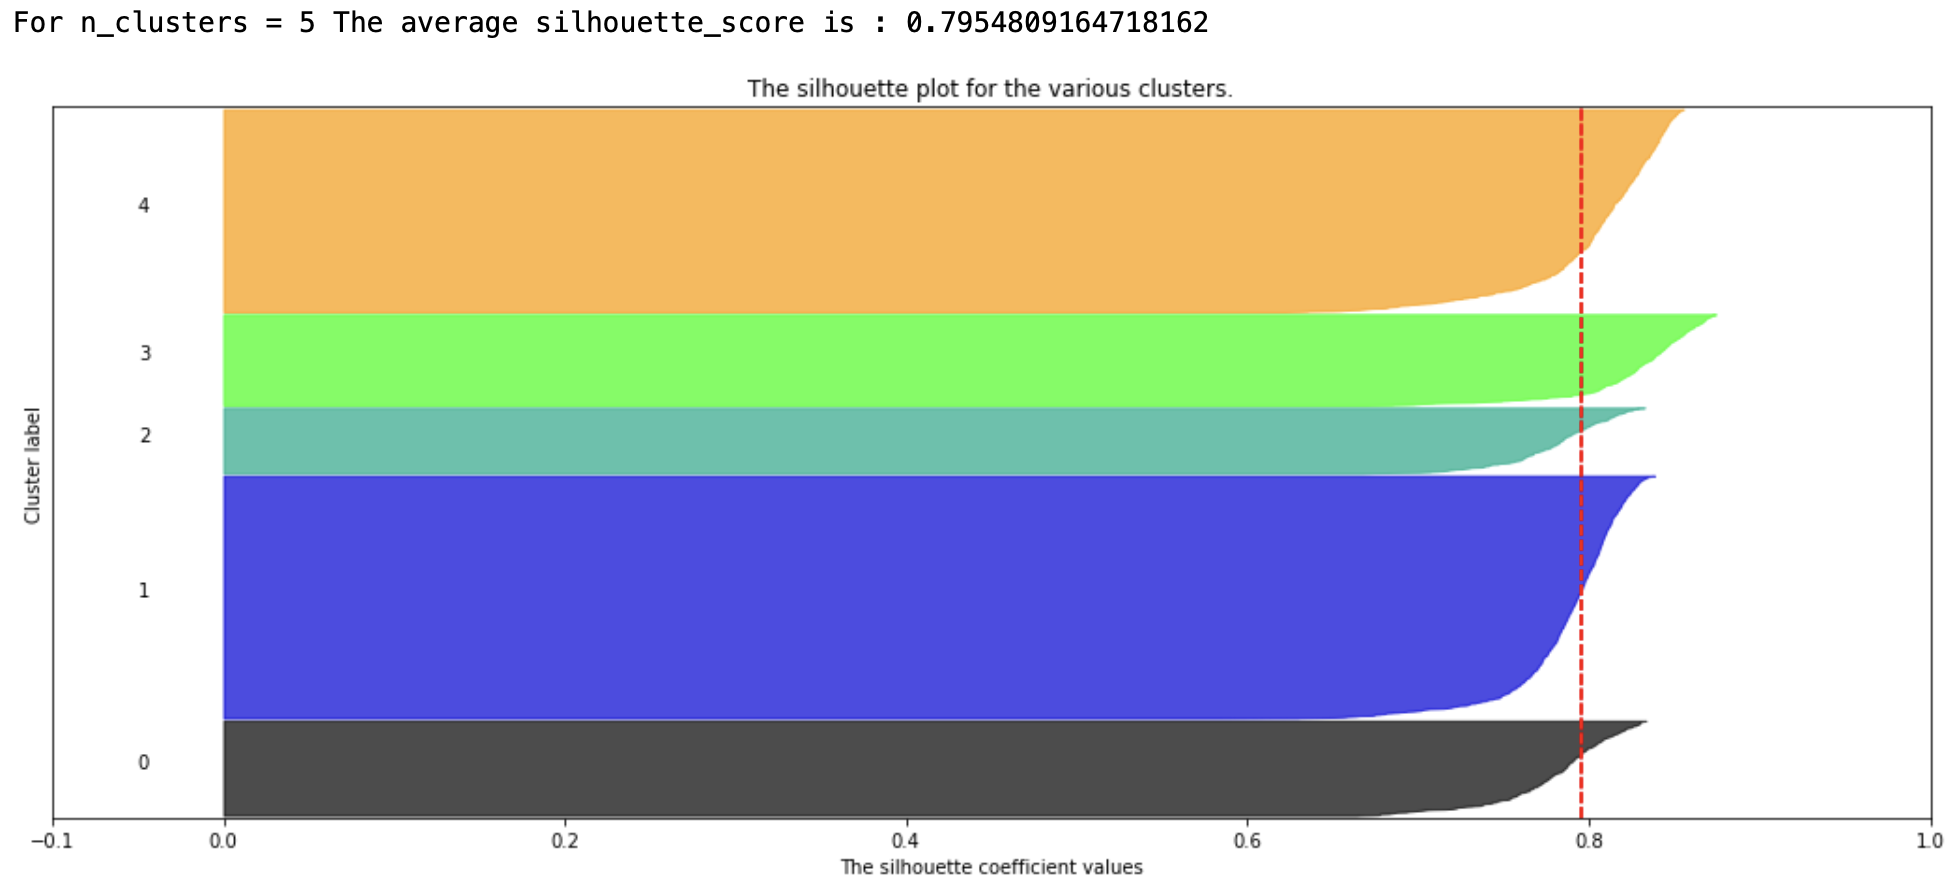 For n_clusters = 5 The average silhouette_score is : 0.7954809164718162
The silhouette plot for the various clusters.
4
3
2
1
0
Cluster label
−0.1 0.0 0.2 0.4 0.6 0.8 1.0
The silhouette coefficient values